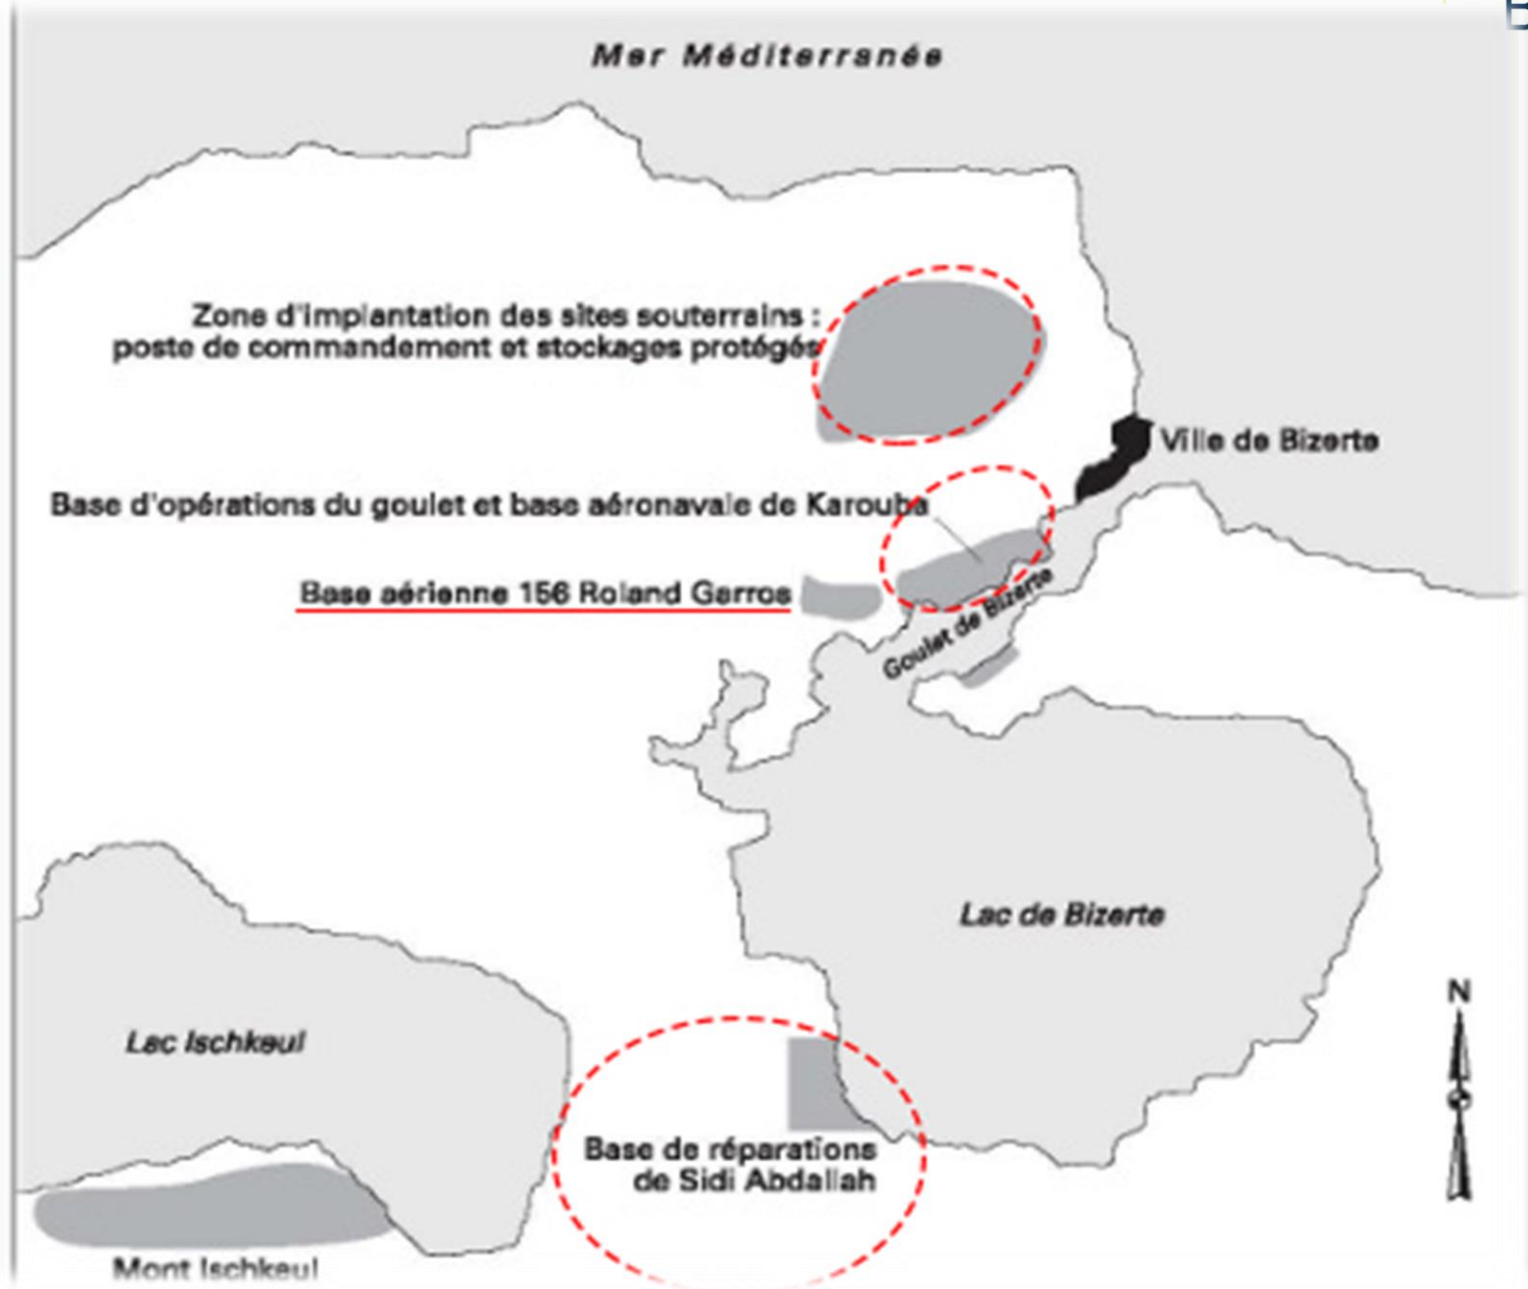 B
Mer Méditerranée
Zone d'implantation des sites souterrains :
poste de commandement et stockages protégés
Ville de Bizerte
Base d'opérations du goulet et base aéronavale de Karouba
Base aérienne 156 Roland Garros
Goulet de Bizerte
Lac de Bizerte
N
Lac Ischkeul
Base de réparations
de Sidi Abdallah
Mont Ischkeul